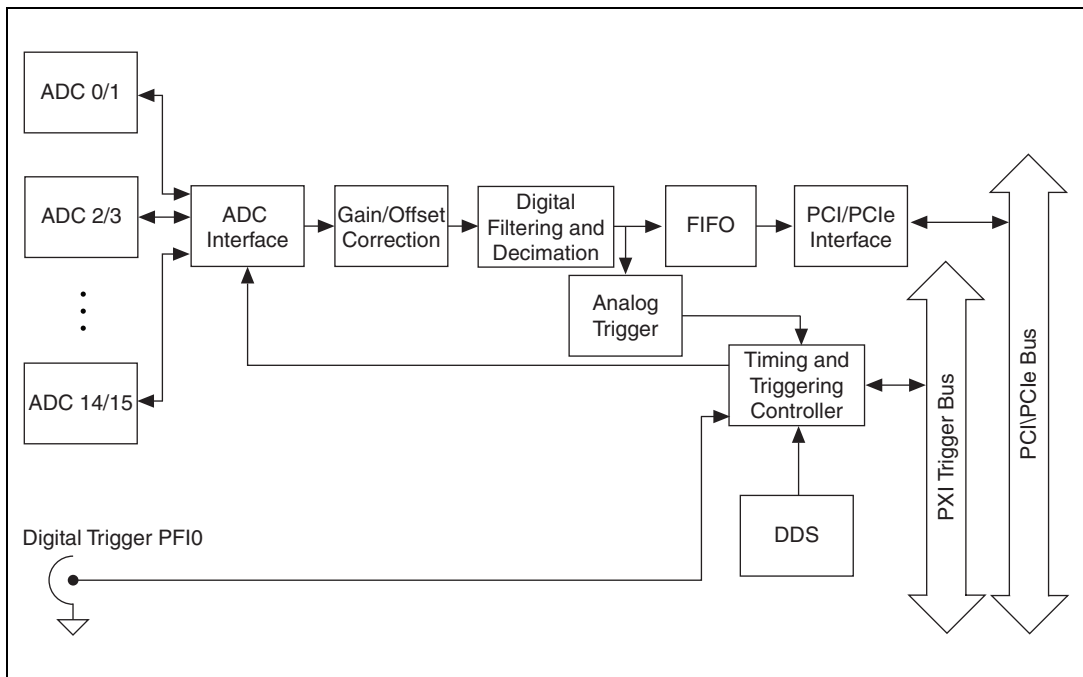 ADC 0/1
ADC 2/3
ADC 14/15
ADC
Interface
Gain/Offset
Correction
Digital
Filtering and
Decimation
FIFO
PCI/PCIe
Interface
Analog
Trigger
Timing and
Triggering
Controller
DDS
PXI Trigger Bus
PCI\PCIe Bus
Digital Trigger PFI0